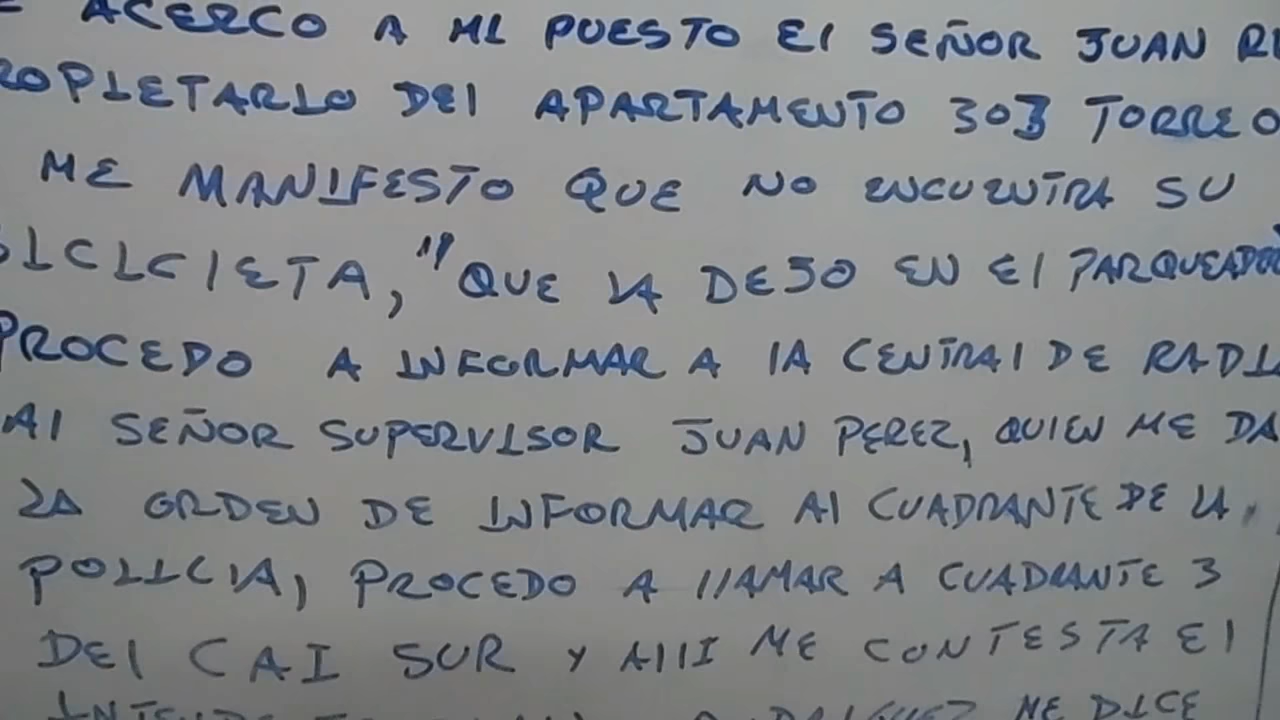 ACERCO A MI PUESTO El SEÑOR JUAN
ROPIETARIO DEl APARTAMENTO 303 TORRE
ME MANIFESTO QUE NO ENCUENTRA SU
BICICIETA, "QUE LA DEJO EN El PARQUEADERO
PROCEDO A INFORMAR A lA CENTRAl DE RADIO
Al SEÑOR SUPERVISOR JUAN PEREZ, QUIEN ME DA
LA ORDEN DE INFORMAR Al CUADRANTE DE LA
POLICIA, PROCEDO A llAMAR A CUADRANTE 3
DEl CAI SUR Y AllI ME CONTESTA El
ME DICE